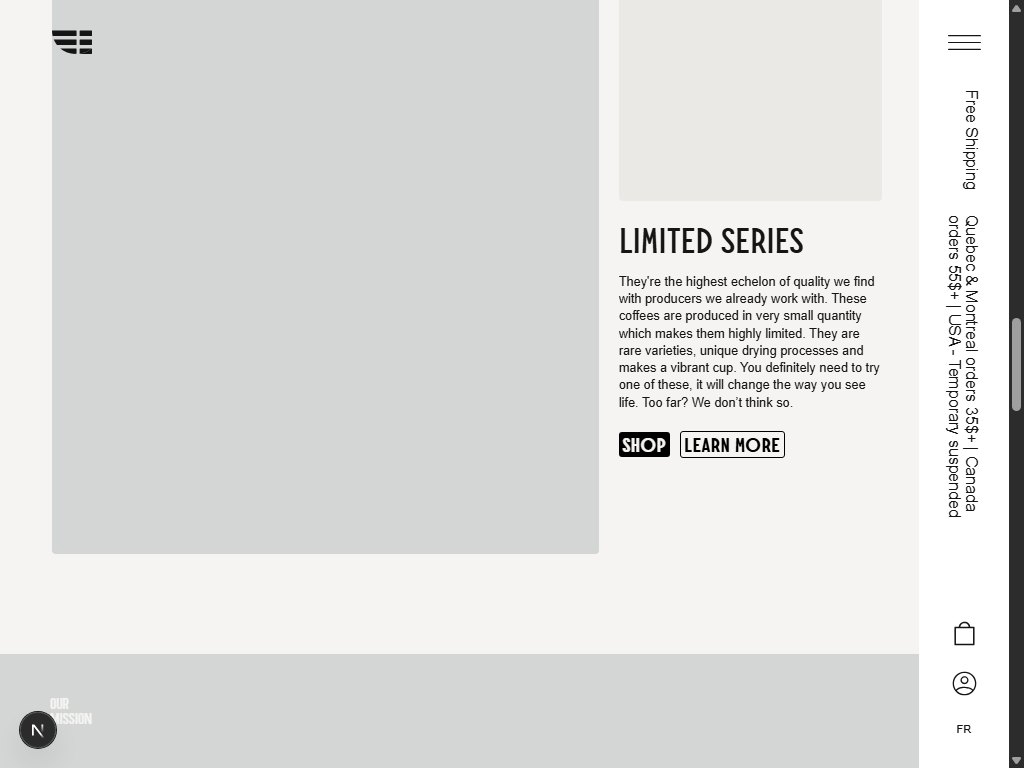 LIMITED SERIES
They're the highest echelon of quality we find
with producers we already work with. These
coffees are produced in very small quantity
which makes them highly limited. They are
rare varieties, unique drying processes and
makes a vibrant cup. You definitely need to try
one of these, it will change the way you see
life. Too far? We don't think so.
SHOP
LEARN MORE
OUR
MISSION
N
Free Shipping
Quebec & Montreal orders 35$+ | Canada
orders 55$+ | USA - Temporary suspended
FR